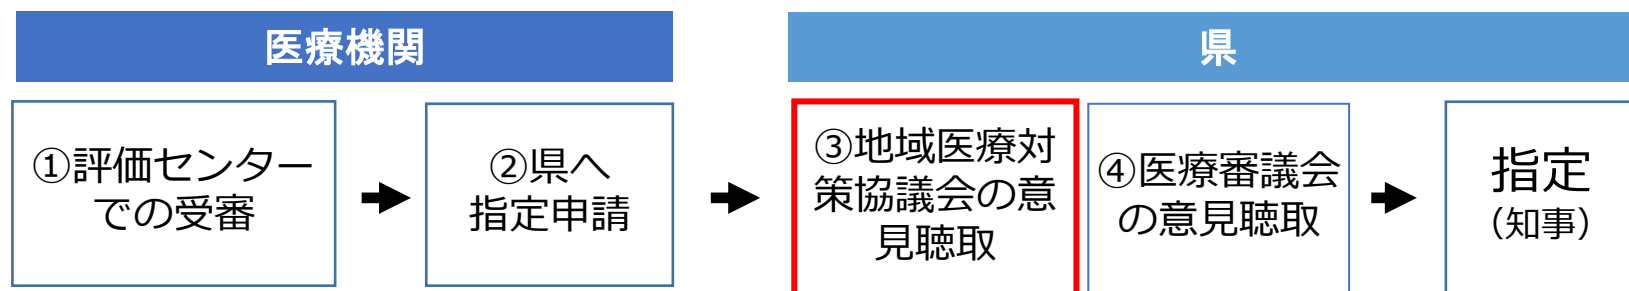 医療機関
県
①評価センター
での受審
②県へ
指定申請
③地域医療対
策協議会の意
見聴取
④医療審議会
の意見聴取
指定
（知事）